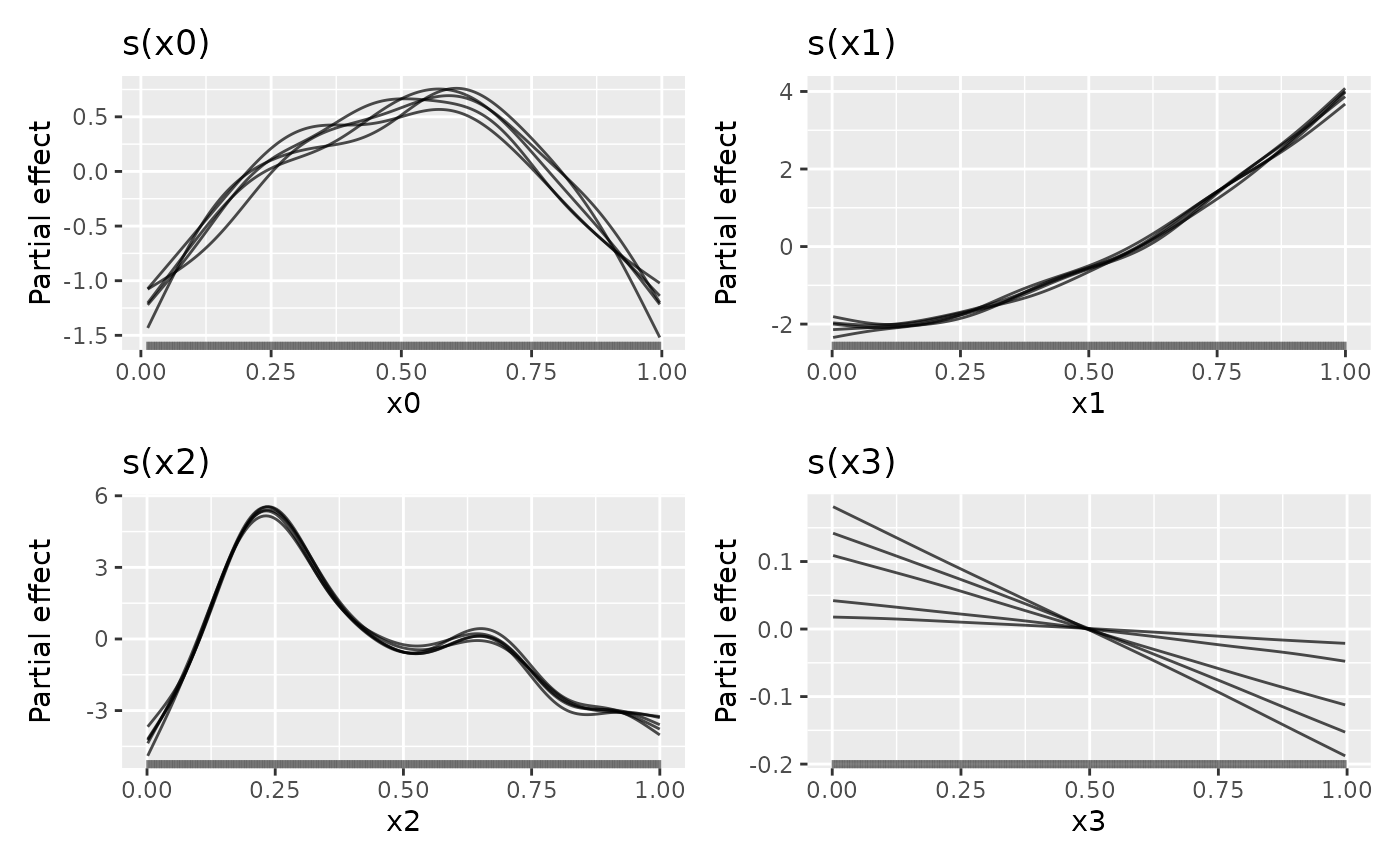 s(x0)
Partial effect
0.5
0.0
-0.5
-1.0
-1.5
0.00 0.25 0.50 0.75 1.00
x0
s(x1)
Partial effect
4
2
0
-2
0.00 0.25 0.50 0.75 1.00
x1
s(x2)
Partial effect
6
3
0
-3
0.00 0.25 0.50 0.75 1.00
x2
s(x3)
Partial effect
0.1
0.0
-0.1
-0.2
0.00 0.25 0.50 0.75 1.00
x3